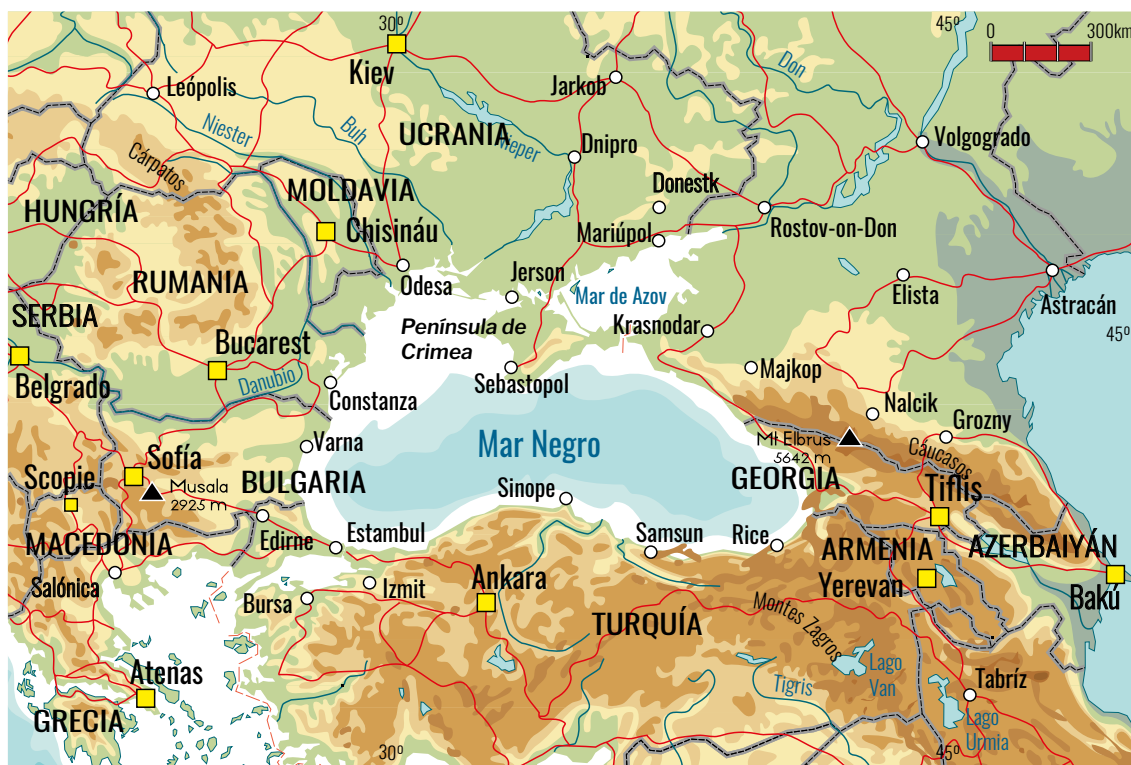 30º
45º
0
300km
Kiev
Don
Leópolis
Jarkob
Niester
Buh
UCRANIA
Nieper
Dnipro
Volgogrado
Cárpatos
MOLDAVIA
Donestk
HUNGRÍA
Chisináu
Mariúpol
Rostov-on-Don
RUMANIA
Odesa
Jerson
Mar de Azov
Elista
Astracán
SERBIA
Península de
Crimea
Krasnodar
45º
Bucarest
Belgrado
Danubio
Constanza
Sebastopol
Majkop
Nalcik
Grozny
Varna
Mar Negro
Mt Elbrus
5642 m
Cáucasos
Sofía
Scopie
Musala
2925 m
BULGARIA
GEORGIA
Sinope
Tiflis
Edirne
Estambul
Samsun
Rice
MACEDONIA
ARMENIA
AZERBAIYÁN
Salónica
Izmit
Ankara
Yerevan
Bakú
Bursa
TURQUÍA
Montes Zagros
Lago
Van
Atenas
Tigris
Tabríz
GRECIA
Lago
Urmia
30º
45º